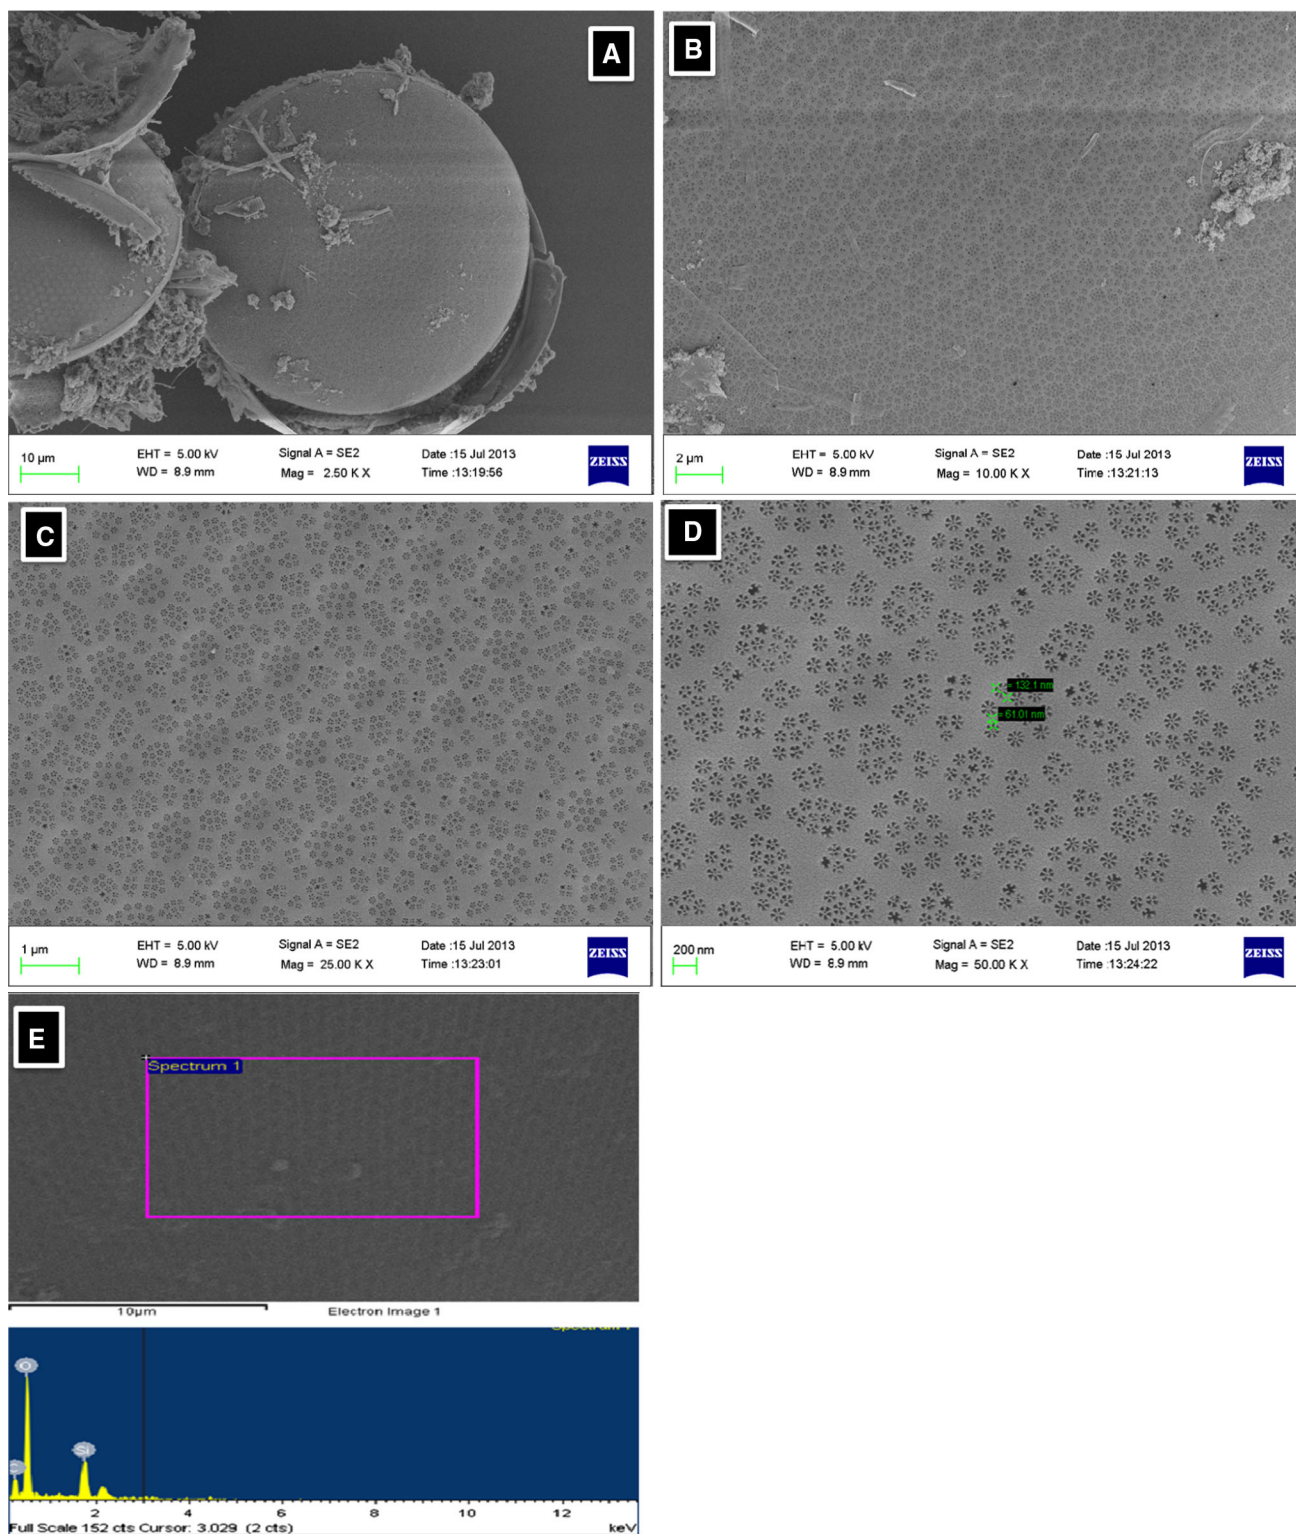 A
10 µm
EHT = 5.00 kV
Signal A = SE2
Date :15 Jul 2013
WD = 8.9 mm
Mag = 2.50 K X
Time :13:19:56
ZEISS
B
2 µm
EHT = 5.00 kV
Signal A = SE2
Date :15 Jul 2013
WD = 8.9 mm
Mag = 10.00 K X
Time :13:21:13
ZEISS
C
1 µm
EHT = 5.00 kV
Signal A = SE2
Date :15 Jul 2013
WD = 8.9 mm
Mag = 25.00 K X
Time :13:23:01
ZEISS
D
= 132.1 nm
= 61.01 nm
200 nm
EHT = 5.00 kV
Signal A = SE2
Date :15 Jul 2013
WD = 8.9 mm
Mag = 50.00 K X
Time :13:24:22
ZEISS
E
Spectrum 1
10µm
Electron Image 1
O
Si
2 4 6 8 10 12
Full Scale 152 cts Cursor: 3.029 (2 cts)
keV